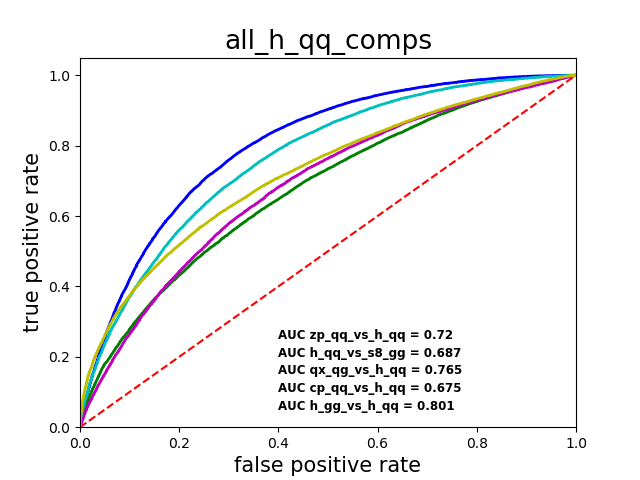 all_h_qq_comps
true positive rate
1.0
0.8
0.6
0.4
0.2
0.0
AUC zp_qq_vs_h_qq = 0.72
AUC h_qq_vs_s8_gg = 0.687
AUC qx_qg_vs_h_qq = 0.765
AUC cp_qq_vs_h_qq = 0.675
AUC h_gg_vs_h_qq = 0.801
0.0 0.2 0.4 0.6 0.8 1.0
false positive rate